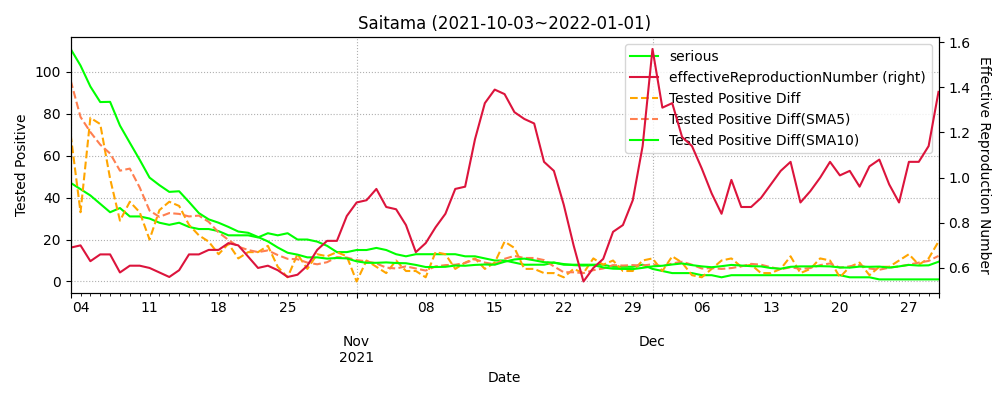 Saitama (2021-10-03~2022-01-01)
serious
effectiveReproductionNumber (right)
Tested Positive Diff
Tested Positive Diff(SMA5)
Tested Positive Diff(SMA10)
Tested Positive
100
80
60
40
20
0
1.6
1.4
1.2
1.0
0.8
0.6
Effective Reproduction Number
04 11 18 25 08 15 22 29 06 13 20 27
Nov Dec
2021
Date